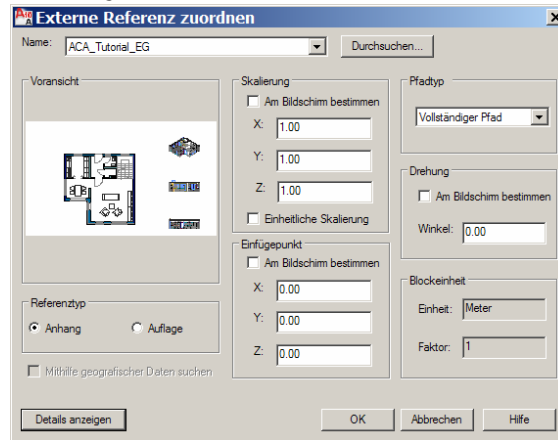 Externe Referenz zuordnen
Name: ACA_Tutorial_EG Durchsuchen...
Voransicht
Referenztyp
Anhang Auflage
Mithilfe geografischer Daten suchen
Skalierung
Am Bildschirm bestimmen
X: 1.00
Y: 1.00
Z: 1.00
Einheitliche Skalierung
Einfügepunkt
Am Bildschirm bestimmen
X: 0.00
Y: 0.00
Z: 0.00
Pfadtyp
Vollständiger Pfad
Drehung
Am Bildschirm bestimmen
Winkel: 0.00
Blockeinheit
Einheit: Meter
Faktor: 1
Details anzeigen OK Abbrechen Hilfe